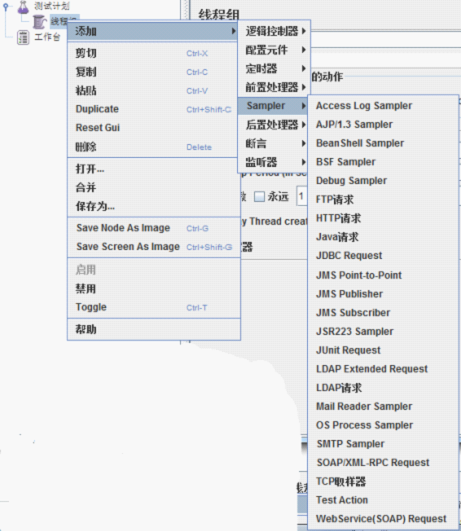 测试计划
线程组
工作台
线程组
添加
剪切 Ctrl-X
复制 Ctrl-C
粘贴 Ctrl-V
Duplicate Ctrl+Shift-C
Reset Gui
删除 Delete
打开...
合并
保存为...
Save Node As Image Ctrl-G
Save Screen As Image Ctrl+Shift-G
启用
禁用
Toggle Ctrl-T
帮助
逻辑控制器
配置元件
定时器
前置处理器
Sampler
后置处理器
断言
监听器
的动作
永远 1
y Thread creat
Access Log Sampler
AJP/1.3 Sampler
BeanShell Sampler
BSF Sampler
Debug Sampler
FTP请求
HTTP请求
Java请求
JDBC Request
JMS Point-to-Point
JMS Publisher
JMS Subscriber
JSR223 Sampler
JUnit Request
LDAP Extended Request
LDAP请求
Mail Reader Sampler
OS Process Sampler
SMTP Sampler
SOAP/XML-RPC Request
TCP取样器
Test Action
WebService(SOAP) Request